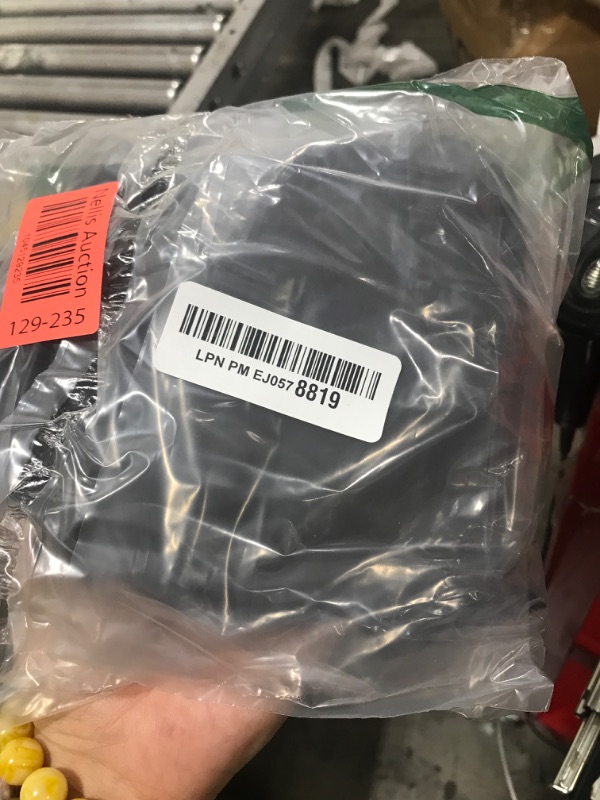 Nellis Auction
129-235
LPN PM EJ057 8819